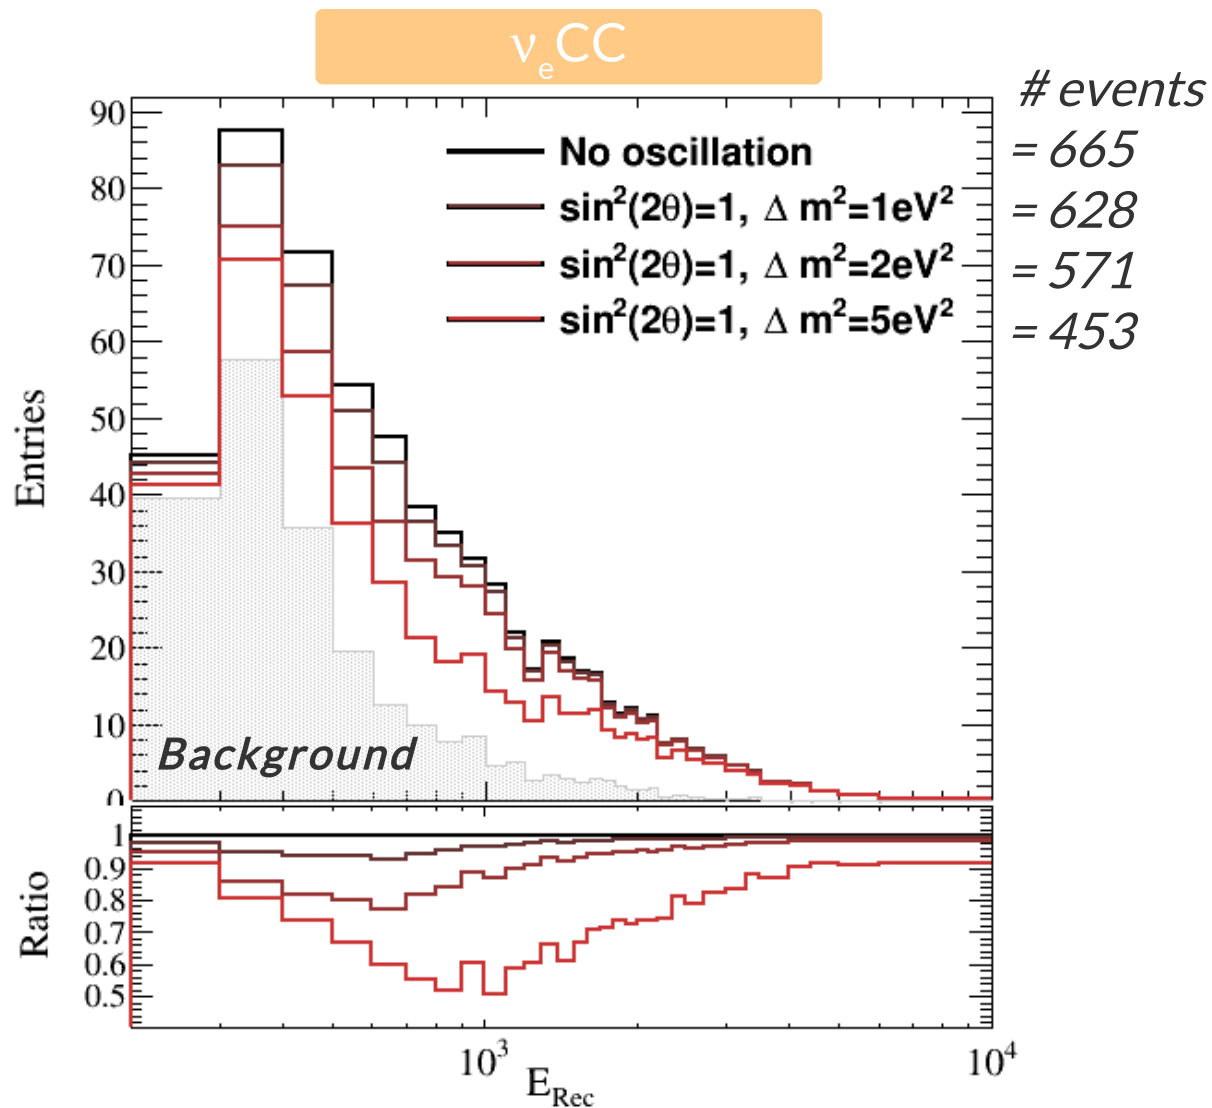 νₑCC
# events
No oscillation = 665
sin²(2θ)=1, Δ m²=1eV² = 628
sin²(2θ)=1, Δ m²=2eV² = 571
sin²(2θ)=1, Δ m²=5eV² = 453
Entries
90
80
70
60
50
40
30
20
10
0
Background
Ratio
1
0.9
0.8
0.7
0.6
0.5
10³
10⁴
E_Rec